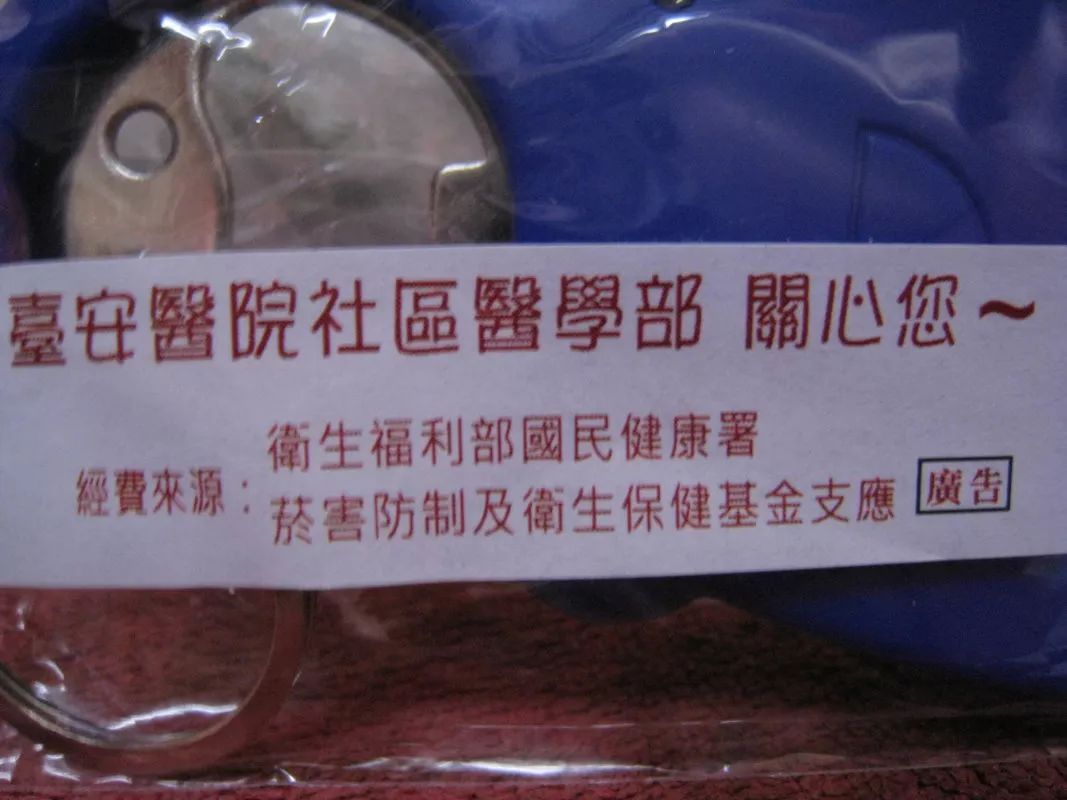 臺安醫院社區醫學部 關心您~
衛生福利部國民健康署
經費來源:
菸害防制及衛生保健基金支應
廣告